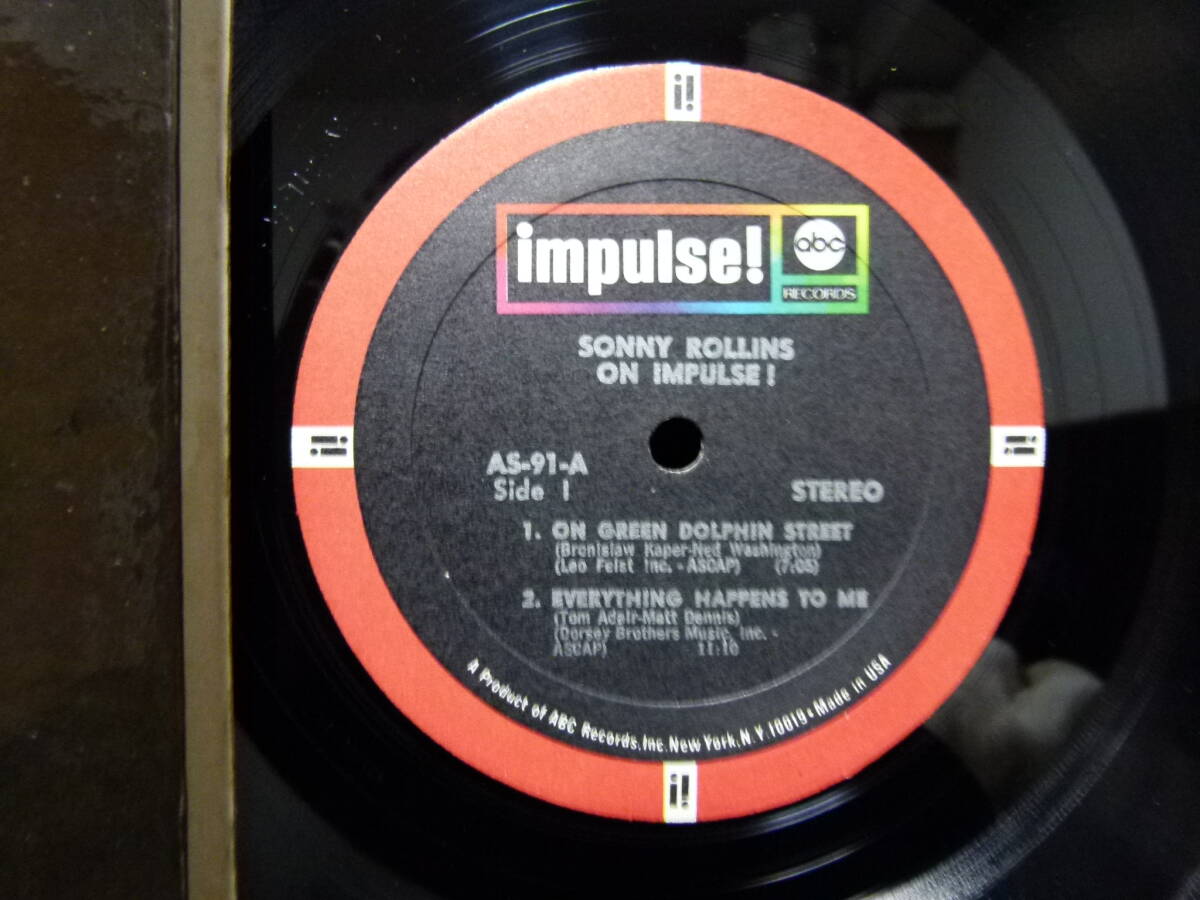 impulse!
abc
RECORDS
SONNY ROLLINS
ON IMPULSE!
AS-91-A
Side 1
STEREO
1. ON GREEN DOLPHIN STREET
(Bronislaw Kaper-Ned Washington)
(Leo Feist Inc. - ASCAP) (7:05)
2. EVERYTHING HAPPENS TO ME
(Tom Adair-Matt Dennis)
(Dorsey Brothers Music, Inc. -
ASCAP) 11:10
A Product of ABC Records, Inc. New York, N.Y. 10019 • Made in USA